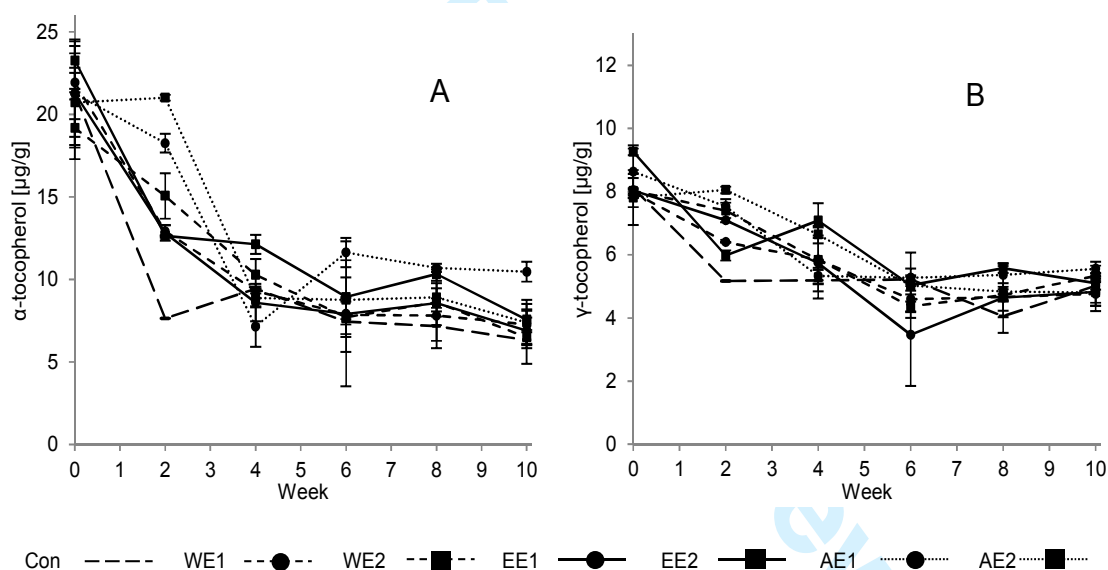 A
25
20
15
10
5
0
α-tocopherol [µg/g]
0 1 2 3 4 5 6 7 8 9 10
Week
B
12
10
8
6
4
2
0
γ-tocopherol [µg/g]
0 1 2 3 4 5 6 7 8 9 10
Week
Con WE1 WE2 EE1 EE2 AE1 AE2